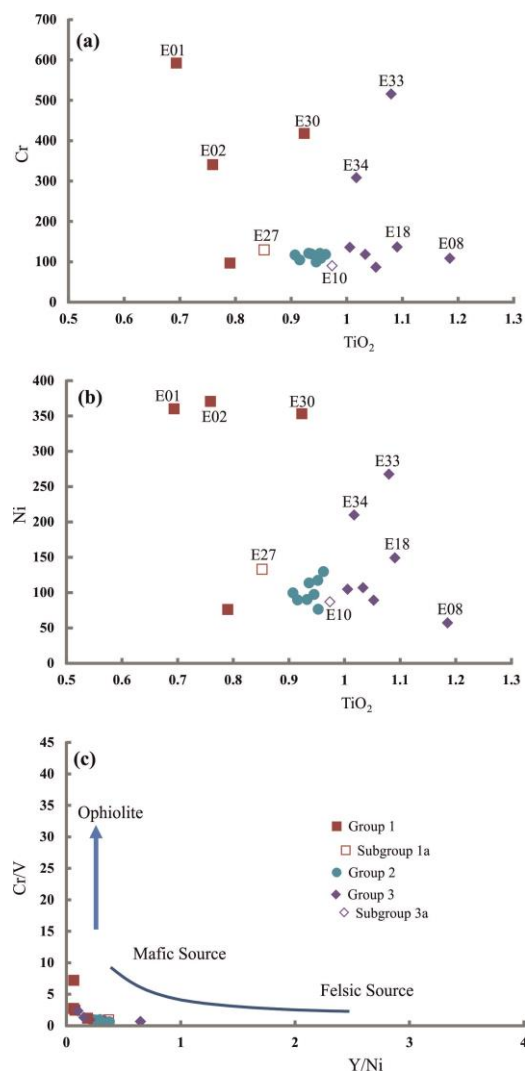 (a)
700
600
500
400
300
200
100
0
Cr
E01
E33
E30
E02
E34
E27
E18
E08
E10
0.5 0.6 0.7 0.8 0.9 1 1.1 1.2 1.3
TiO₂
(b)
400
350
300
250
200
150
100
50
0
Ni
E01
E02
E30
E33
E34
E18
E27
E10
E08
0.5 0.6 0.7 0.8 0.9 1 1.1 1.2 1.3
TiO₂
(c)
45
40
35
30
25
20
15
10
5
0
Cr/V
Ophiolite
Group 1
Subgroup 1a
Group 2
Group 3
Subgroup 3a
Mafic Source
Felsic Source
0 1 2 3 4
Y/Ni